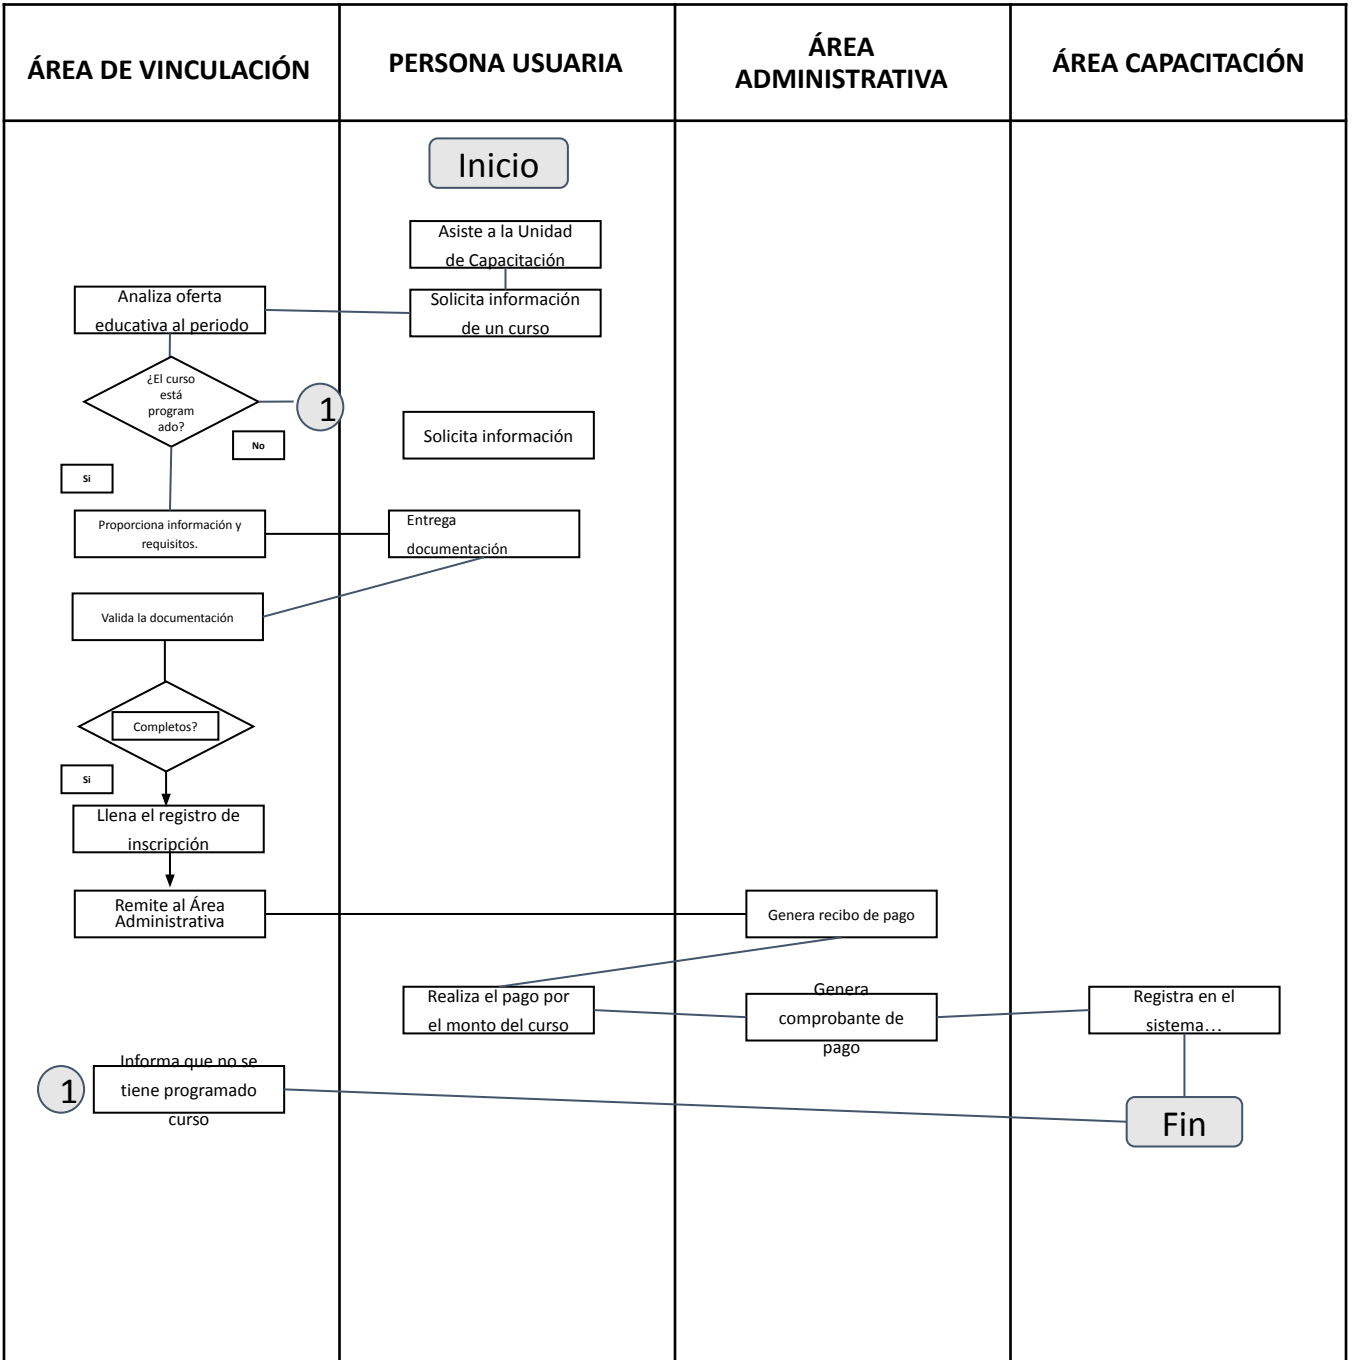 ÁREA DE VINCULACIÓN
PERSONA USUARIA
ÁREA
ADMINISTRATIVA
ÁREA CAPACITACIÓN
Inicio
Asiste a la Unidad
de Capacitación
Analiza oferta
educativa al periodo
Solicita información
de un curso
¿El curso
está
program
ado?
1
No
Solicita información
Si
Proporciona información y
requisitos.
Entrega
documentación
Valida la documentación
Completos?
Si
Llena el registro de
inscripción
Remite al Área
Administrativa
Genera recibo de pago
Realiza el pago por
el monto del curso
Genera
comprobante de
pago
Registra en el
sistema...
1
Informa que no se
tiene programado
curso
Fin